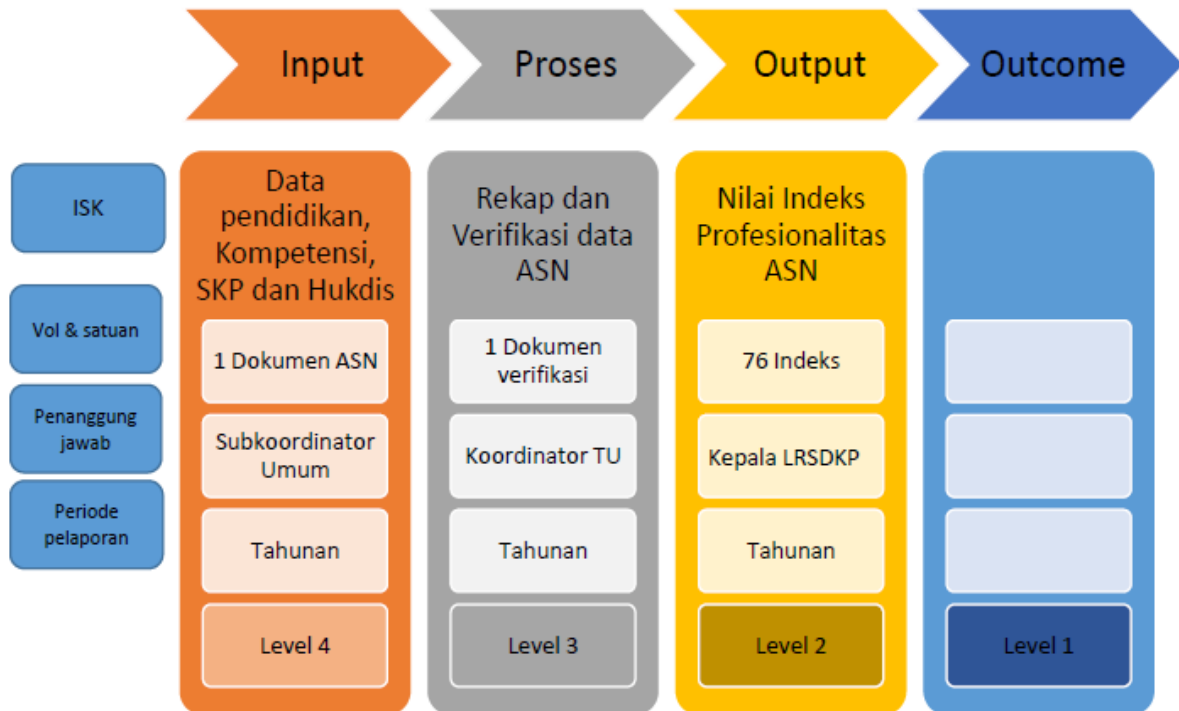 Input
Proses
Output
Outcome
ISK
Data
pendidikan,
Kompetensi,
SKP dan Hukdis
Rekap dan
Verifikasi data
ASN
Nilai Indeks
Profesionalitas
ASN
Vol & satuan
1 Dokumen ASN
1 Dokumen
verifikasi
76 Indeks
Penanggung
jawab
Subkoordinator
Umum
Koordinator TU
Kepala LRSDKP
Periode
pelaporan
Tahunan
Tahunan
Tahunan
Level 4
Level 3
Level 2
Level 1